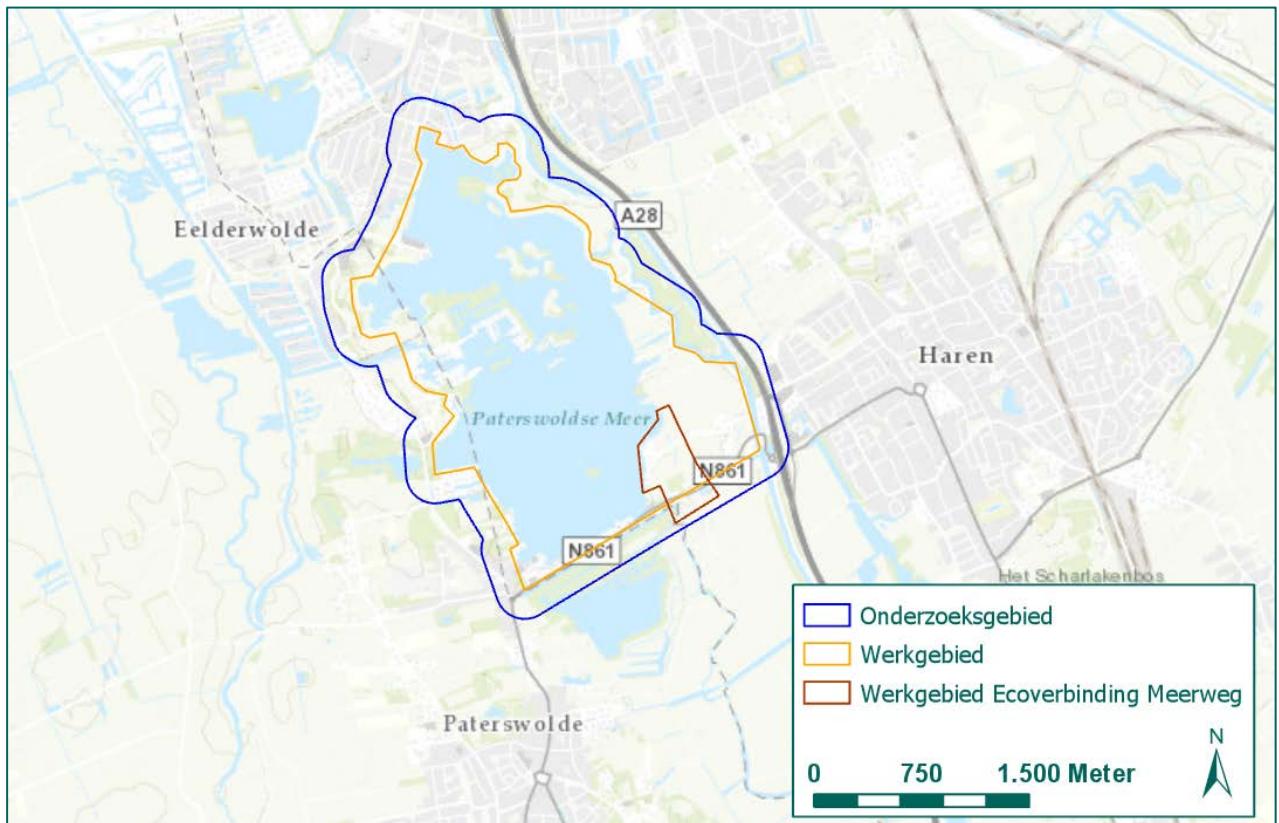 A28
Eelderwolde
Haren
Paterswoldse Meer
N861
N861
Het Scharlakenbos
Paterswolde
Onderzoeksgebied
Werkgebied
Werkgebied Ecoverbinding Meerweg
N
0 750 1.500 Meter